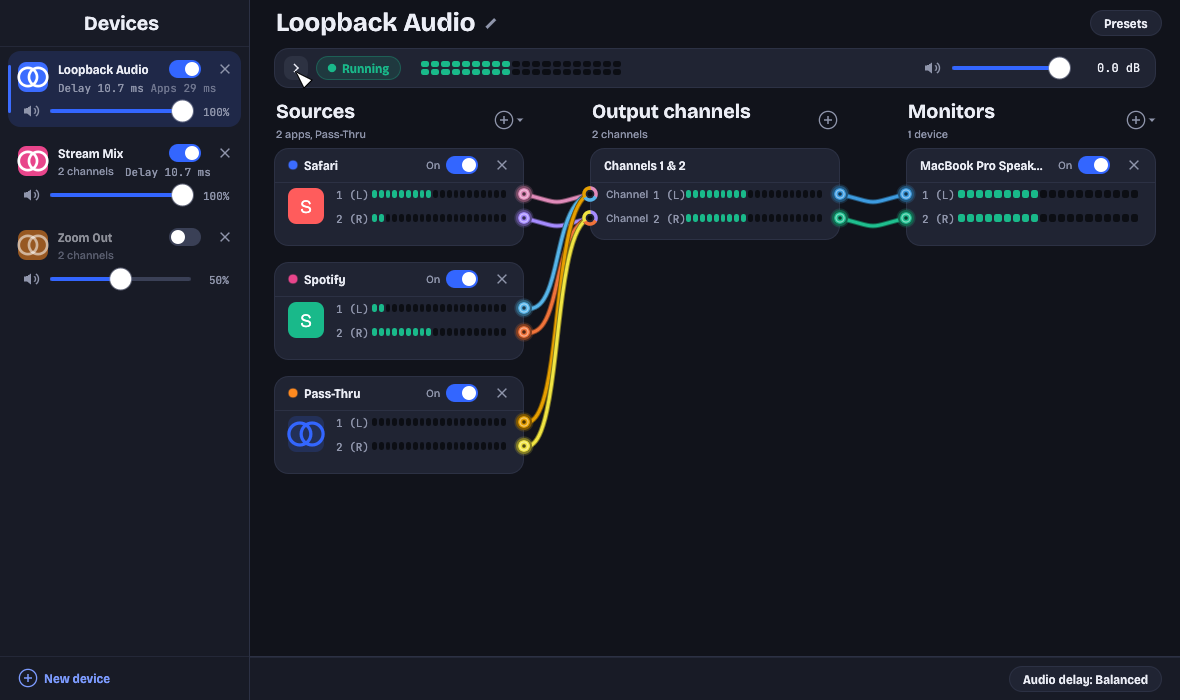 Devices
Loopback Audio
Delay 10.7 ms Apps 29 ms
100%
Stream Mix
2 channels Delay 10.7 ms
100%
Zoom Out
2 channels
50%
New device
Loopback Audio
Presets
Running
0.0 dB
Sources
2 apps, Pass-Thru
Safari On
S
1 (L)
2 (R)
Spotify On
S
1 (L)
2 (R)
Pass-Thru On
1 (L)
2 (R)
Output channels
2 channels
Channels 1 & 2
Channel 1 (L)
Channel 2 (R)
Monitors
1 device
MacBook Pro Speak... On
1 (L)
2 (R)
Audio delay: Balanced